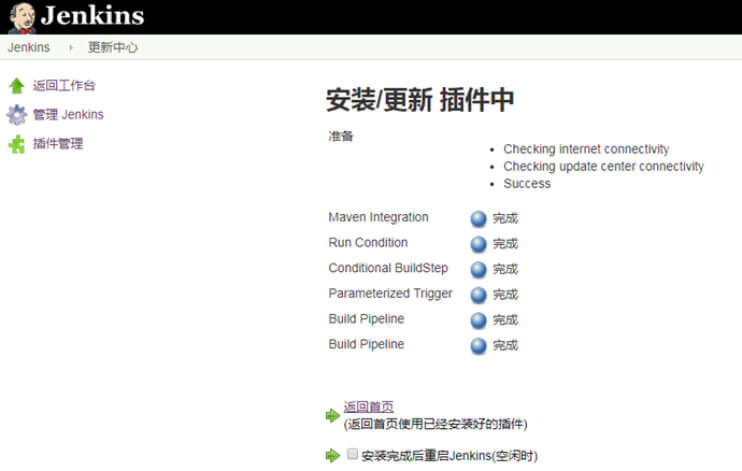 Jenkins
Jenkins › 更新中心
返回工作台
管理 Jenkins
插件管理
安装/更新 插件中
准备
• Checking internet connectivity
• Checking update center connectivity
• Success
Maven Integration 完成
Run Condition 完成
Conditional BuildStep 完成
Parameterized Trigger 完成
Build Pipeline 完成
Build Pipeline 完成
返回首页
(返回首页使用已经安装好的插件)
安装完成后重启Jenkins(空闲时)